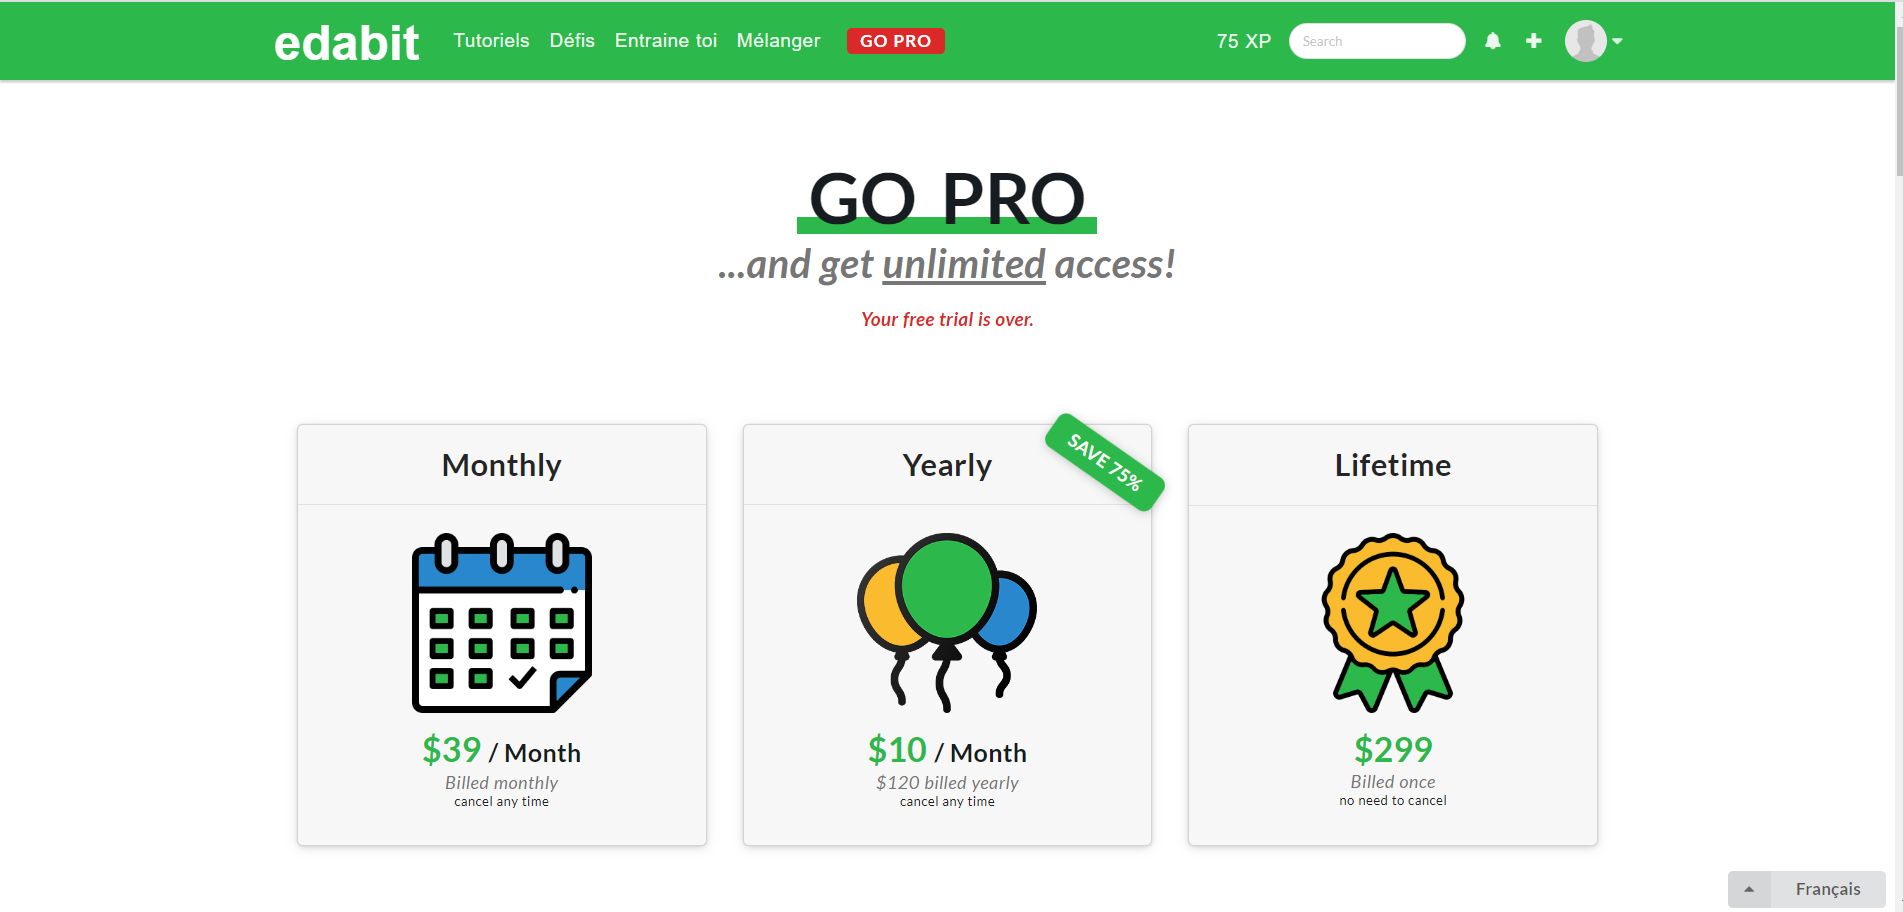 edabit Tutoriels Défis Entraine toi Mélanger GO PRO 75 XP Search
GO PRO
...and get unlimited access!
Your free trial is over.
Monthly
$39 / Month
Billed monthly
cancel any time
Yearly
SAVE 75%
$10 / Month
$120 billed yearly
cancel any time
Lifetime
$299
Billed once
no need to cancel
Français